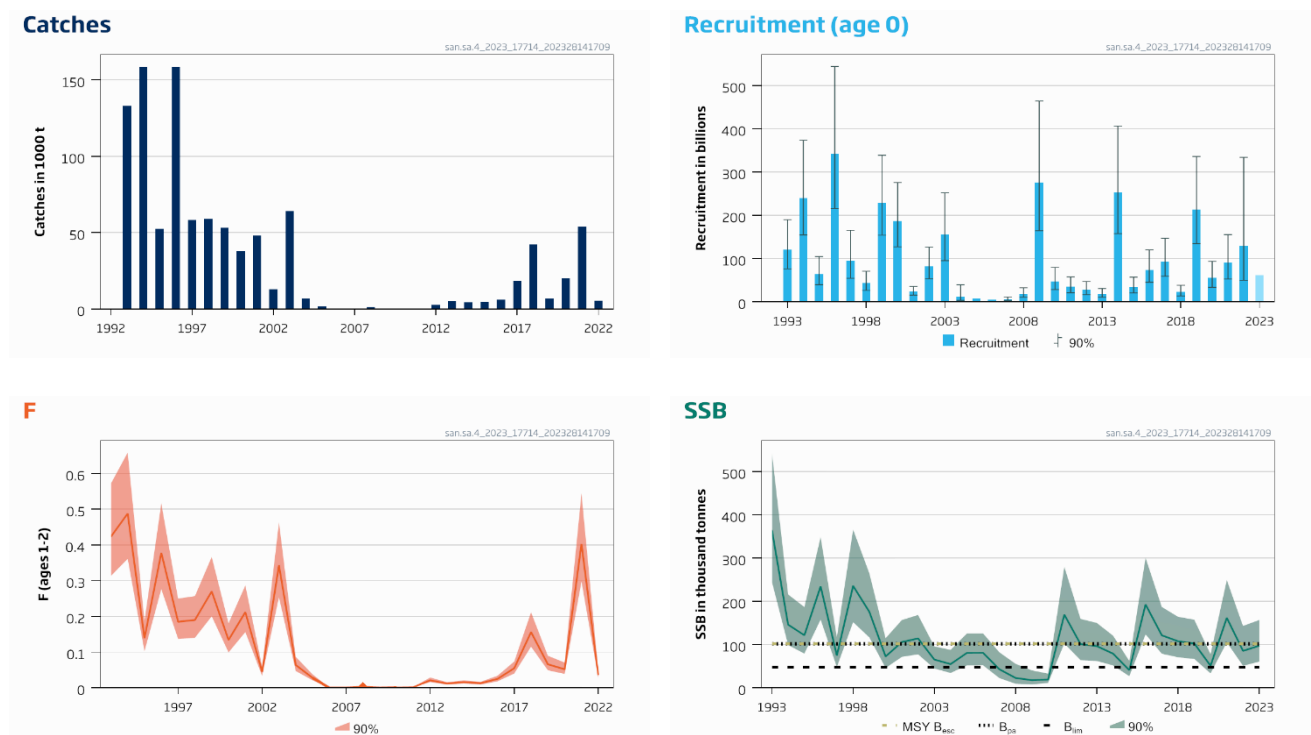 Catches
san.sa.4_2023_17714_202328141709
Catches in 1000 t
150
100
50
0
1992 1997 2002 2007 2012 2017 2022
Recruitment (age 0)
san.sa.4_2023_17714_202328141709
Recruitment in billions
500
400
300
200
100
0
1993 1998 2003 2008 2013 2018 2023
Recruitment 90%
F
san.sa.4_2023_17714_202328141709
F (ages 1-2)
0.6
0.5
0.4
0.3
0.2
0.1
0
1997 2002 2007 2012 2017 2022
90%
SSB
san.sa.4_2023_17714_202328141709
SSB in thousand tonnes
500
400
300
200
100
0
1993 1998 2003 2008 2013 2018 2023
MSY Besc Bpa Blim 90%